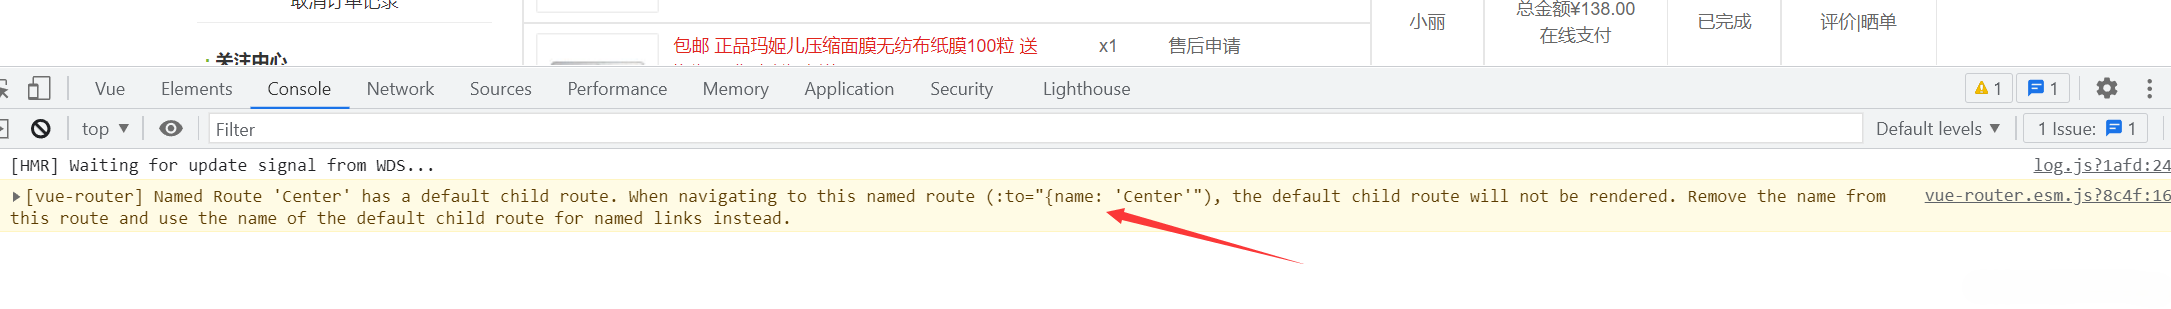 取消订单记录
关注中心
包邮 正品玛姬儿压缩面膜无纺布纸膜100粒 送
x1
售后申请
小丽
总金额¥138.00
在线支付
已完成
评价|晒单
Vue Elements Console Network Sources Performance Memory Application Security Lighthouse 1 1
top Filter Default levels 1 Issue: 1
[HMR] Waiting for update signal from WDS... log.js?1afd:24
[vue-router] Named Route 'Center' has a default child route. When navigating to this named route (:to="{name: 'Center'"), the default child route will not be rendered. Remove the name from vue-router.esm.js?8c4f:16
this route and use the name of the default child route for named links instead.